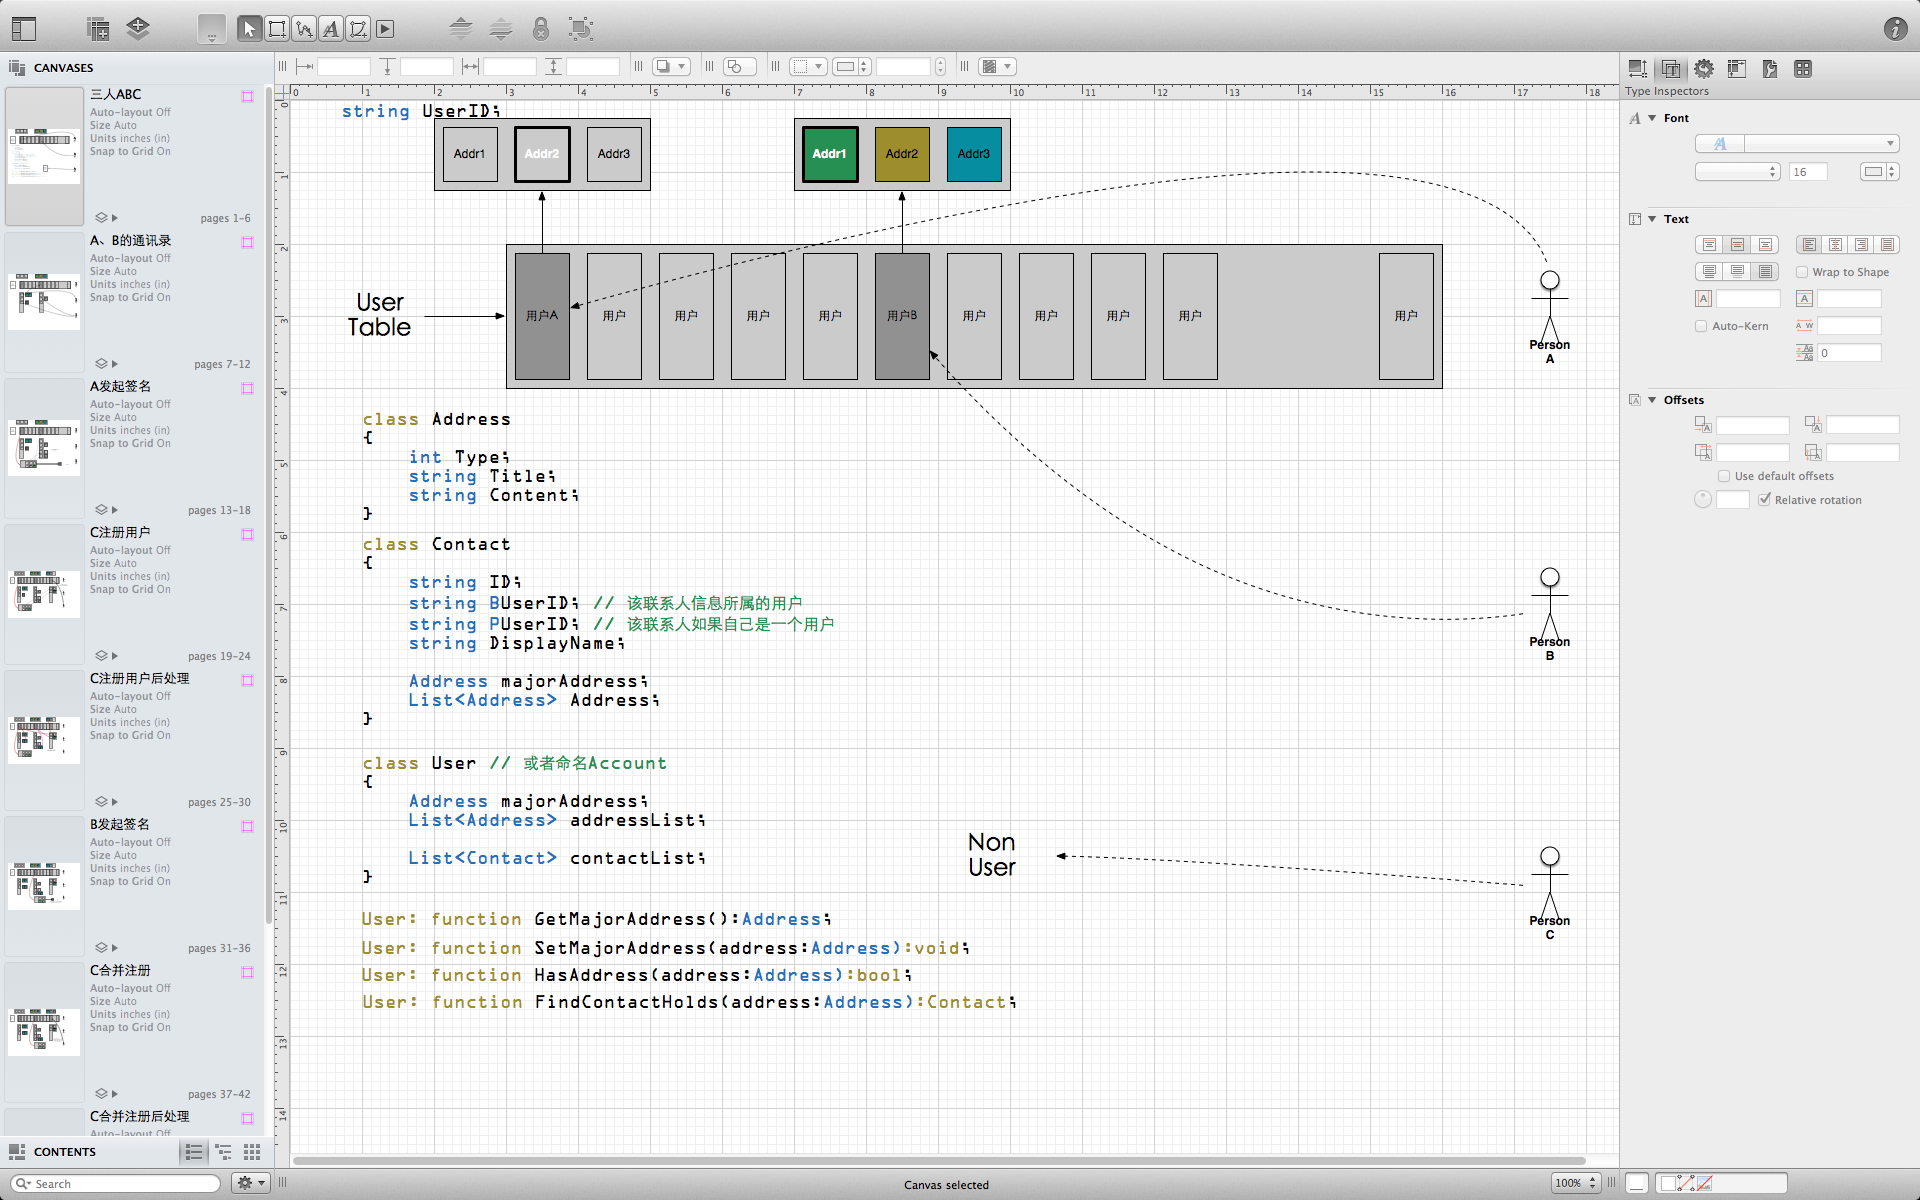 CANVASES
三人ABC
Auto-layout Off
Size Auto
Units inches (in)
Snap to Grid On
pages 1-6
A、B的通讯录
Auto-layout Off
Size Auto
Units inches (in)
Snap to Grid On
pages 7-12
A发起签名
Auto-layout Off
Size Auto
Units inches (in)
Snap to Grid On
pages 13-18
C注册用户
Auto-layout Off
Size Auto
Units inches (in)
Snap to Grid On
pages 19-24
C注册用户后处理
Auto-layout Off
Size Auto
Units inches (in)
Snap to Grid On
pages 25-30
B发起签名
Auto-layout Off
Size Auto
Units inches (in)
Snap to Grid On
pages 31-36
C合并注册
Auto-layout Off
Size Auto
Units inches (in)
Snap to Grid On
pages 37-42
C合并注册后处理
Auto-layout Off
CONTENTS
Search
0 1 2 3 4 5 6 7 8 9 10 11 12 13 14 15 16 17 18
0 1 2 3 4 5 6 7 8 9 10 11 12 13 14
string UserID;
Addr1 Addr2 Addr3
Addr1 Addr2 Addr3
User
Table
用户A 用户 用户 用户 用户 用户B 用户 用户 用户 用户 用户
Person
A
class Address
{
int Type;
string Title;
string Content;
}
class Contact
{
string ID;
string BUserID; // 该联系人信息所属的用户
string PUserID; // 该联系人如果自己是一个用户
string DisplayName;
Address majorAddress;
List<Address> Address;
}
Person
B
class User // 或者命名Account
{
Address majorAddress;
List<Address> addressList;
List<Contact> contactList;
}
Non
User
Person
C
User: function GetMajorAddress():Address;
User: function SetMajorAddress(address:Address):void;
User: function HasAddress(address:Address):bool;
User: function FindContactHolds(address:Address):Contact;
Canvas selected
100%
Type Inspectors
Font
16
Text
Wrap to Shape
Auto-Kern
0
Offsets
Use default offsets
Relative rotation